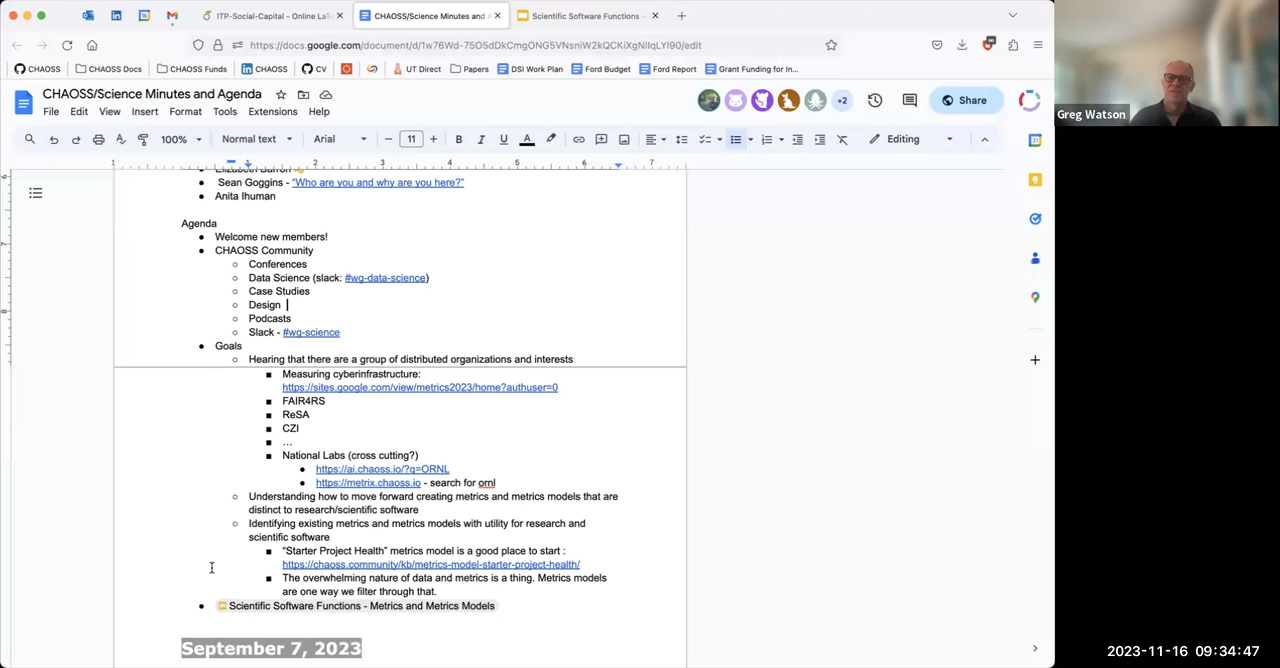 ITP-Social-Capital - Online LaTe
CHAOSS/Science Minutes and A
Scientific Software Functions -
https://docs.google.com/document/d/1w76Wd-75O5dDkCmgONG5VNsniW2kQCKiXgNlIqLYl90/edit
CHAOSS
CHAOSS Docs
CHAOSS Funds
CHAOSS
CV
UT Direct
Papers
DSI Work Plan
Ford Budget
Ford Report
Grant Funding for In...
CHAOSS/Science Minutes and Agenda
File Edit View Insert Format Tools Extensions Help
+2
Share
100%
Normal text
Arial
11
Editing
1 1 2 3 4 5 6 7
Sean Goggins - "Who are you and why are you here?"
Anita Ihuman
Agenda
Welcome new members!
CHAOSS Community
Conferences
Data Science (slack: #wg-data-science)
Case Studies
Design
Podcasts
Slack - #wg-science
Goals
Hearing that there are a group of distributed organizations and interests
Measuring cyberinfrastructure:
https://sites.google.com/view/metrics2023/home?authuser=0
FAIR4RS
ReSA
CZI
...
National Labs (cross cutting?)
https://ai.chaoss.io/?q=ORNL
https://metrix.chaoss.io - search for ornl
Understanding how to move forward creating metrics and metrics models that are
distinct to research/scientific software
Identifying existing metrics and metrics models with utility for research and
scientific software
"Starter Project Health" metrics model is a good place to start :
https://chaoss.community/kb/metrics-model-starter-project-health/
The overwhelming nature of data and metrics is a thing. Metrics models
are one way we filter through that.
Scientific Software Functions - Metrics and Metrics Models
September 7, 2023
Greg Watson
2023-11-16 09:34:47